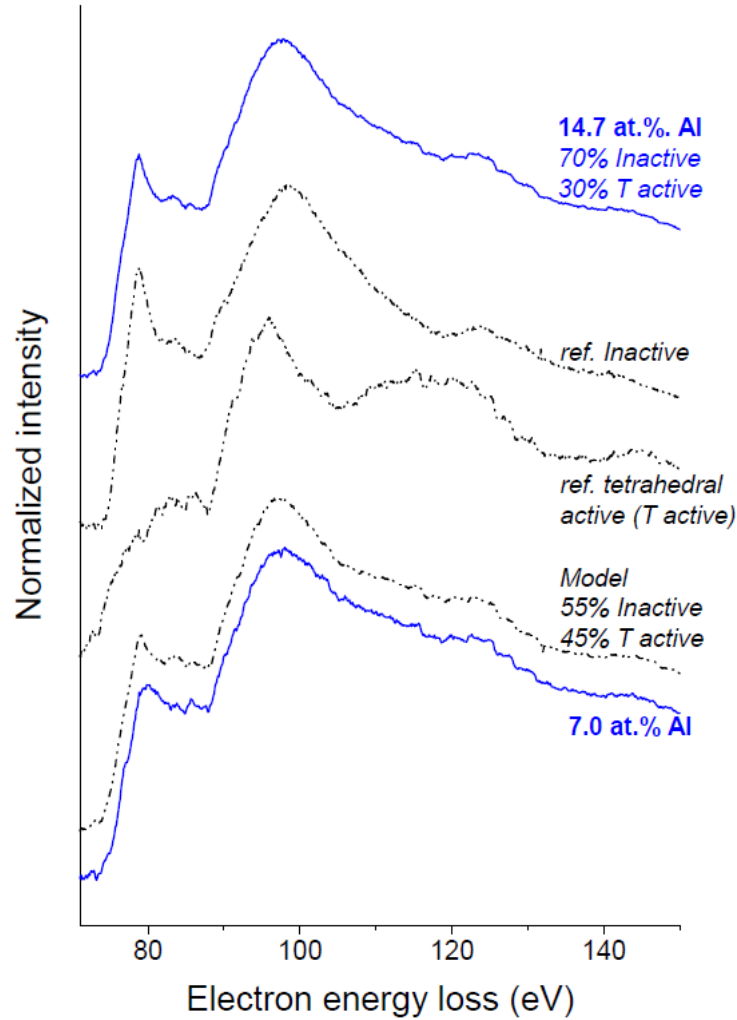 14.7 at.%. Al
70% Inactive
30% T active
ref. Inactive
ref. tetrahedral
active (T active)
Model
55% Inactive
45% T active
7.0 at.% Al
Normalized intensity
80 100 120 140
Electron energy loss (eV)